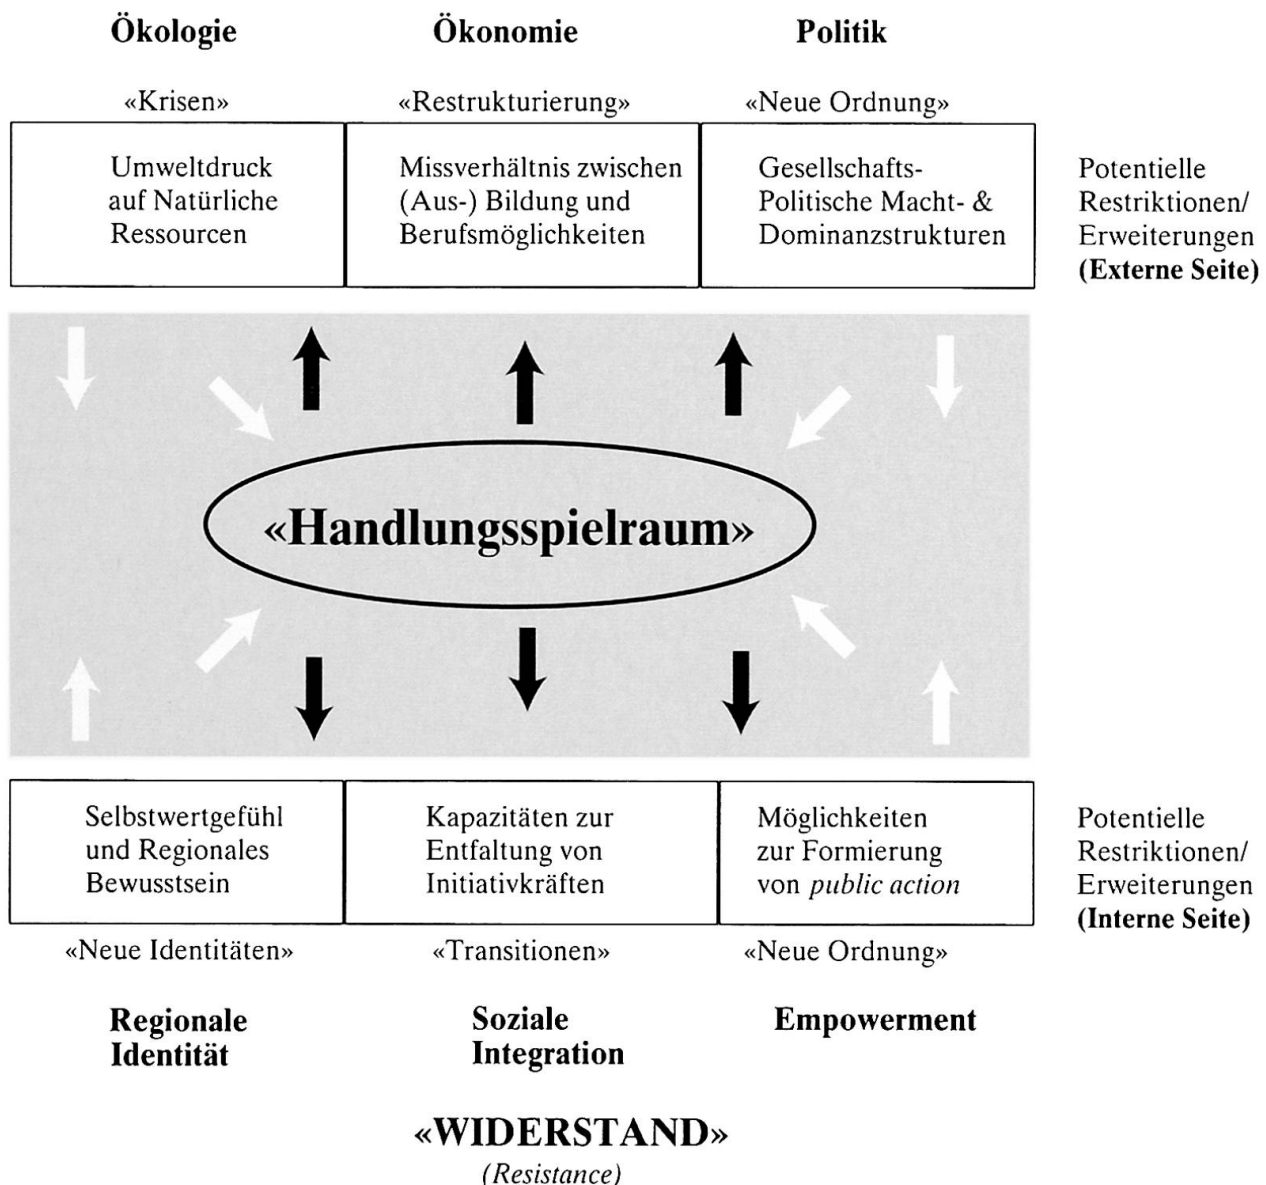 Ökologie
Ökonomie
Politik
«Krisen»
«Restrukturierung»
«Neue Ordnung»
Umweltdruck
auf Natürliche
Ressourcen
Missverhältnis zwischen
(Aus-) Bildung und
Berufsmöglichkeiten
Gesellschafts-
Politische Macht- &
Dominanzstrukturen
Potentielle
Restriktionen/
Erweiterungen
(Externe Seite)
«Handlungsspielraum»
Selbstwertgefühl
und Regionales
Bewusstsein
Kapazitäten zur
Entfaltung von
Initiativkräften
Möglichkeiten
zur Formierung
von public action
Potentielle
Restriktionen/
Erweiterungen
(Interne Seite)
«Neue Identitäten»
«Transitionen»
«Neue Ordnung»
Regionale
Identität
Soziale
Integration
Empowerment
«WIDERSTAND»
(Resistance)